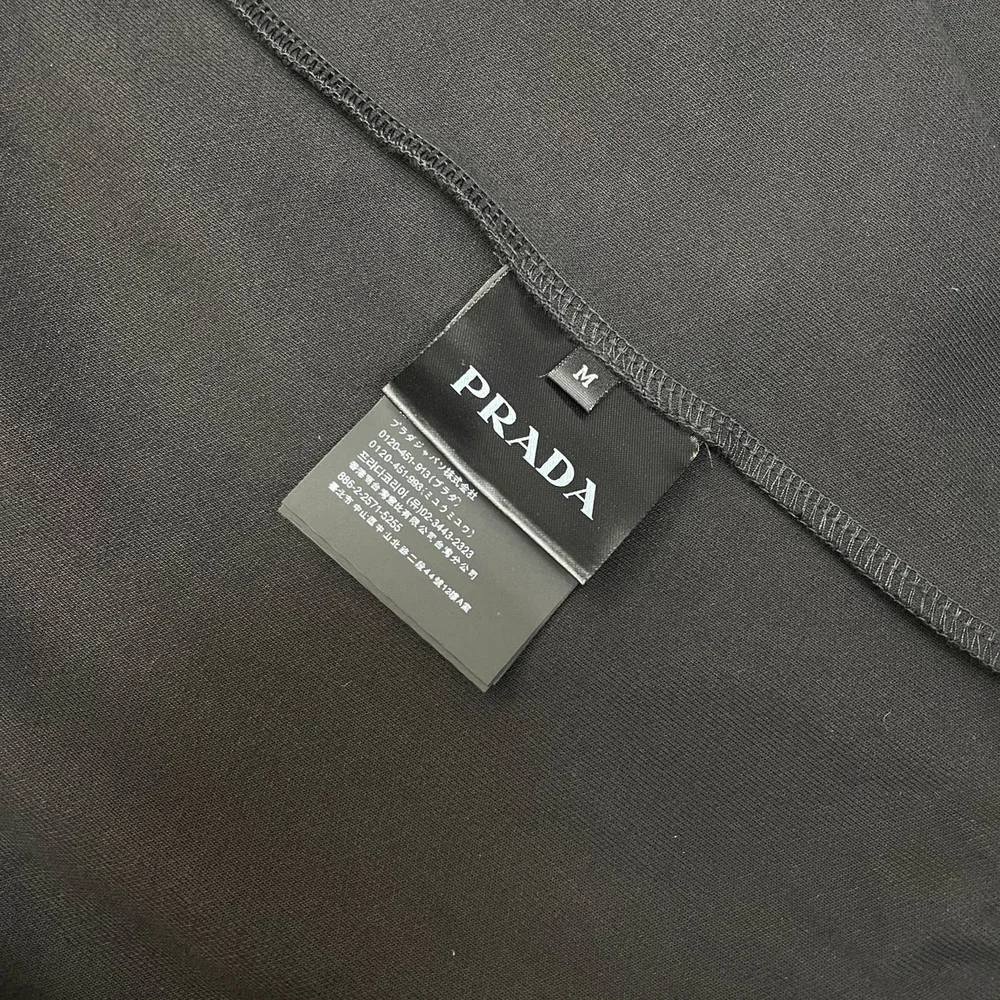 M
PRADA
プラダジャパン株式会社
0120-451-913(プラダ)
0120-451-993(ミュウミュウ)
프라다코리아 (유)02-3443-2323
香港商台灣普拉達有限公司台灣分公司
886-2-2571-5255
臺北市中山區中山北路二段44號12樓A室